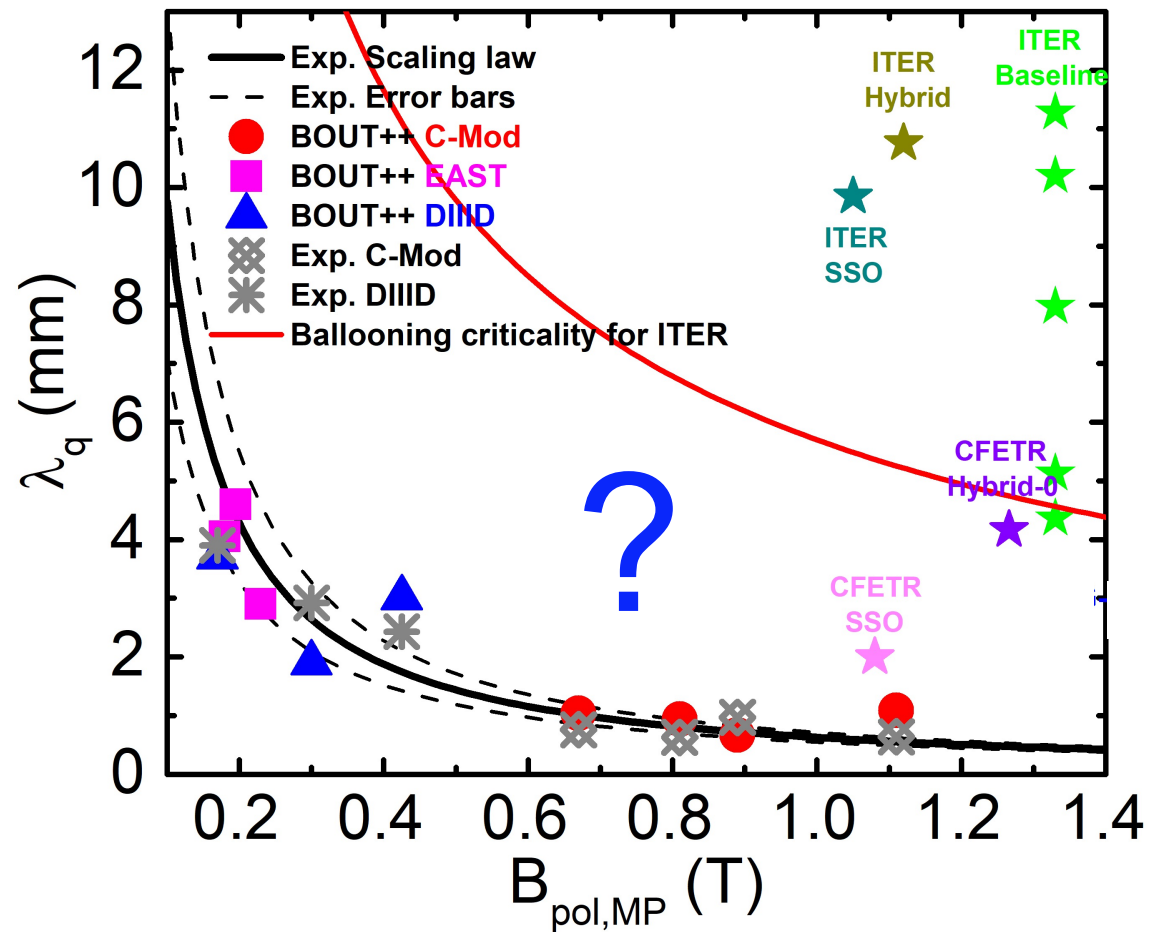 λq (mm)
12
10
8
6
4
2
0
Exp. Scaling law
Exp. Error bars
BOUT++ C-Mod
BOUT++ EAST
BOUT++ DIIID
Exp. C-Mod
Exp. DIIID
Ballooning criticality for ITER
ITER
Hybrid
ITER
Baseline
ITER
SSO
CFETR
Hybrid-0
?
CFETR
SSO
0.2 0.4 0.6 0.8 1.0 1.2 1.4
Bpol,MP (T)